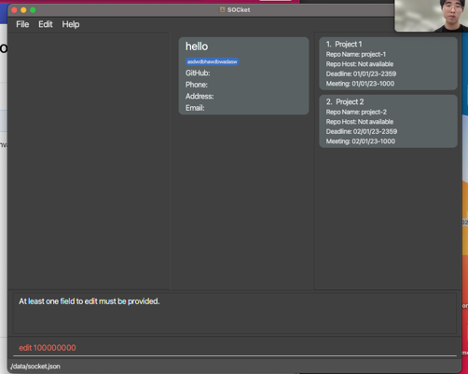 SOCket
File Edit Help
hello
GitHub:
Phone:
Address:
Email:
1. Project 1
Repo Name: project-1
Repo Host: Not available
Deadline: 01/01/23-2359
Meeting: 01/01/23-1000
2. Project 2
Repo Name: project-2
Repo Host: Not available
Deadline: 02/01/23-2359
Meeting: 02/01/23-1000
At least one field to edit must be provided.
edit 100000000
./data/socket.json